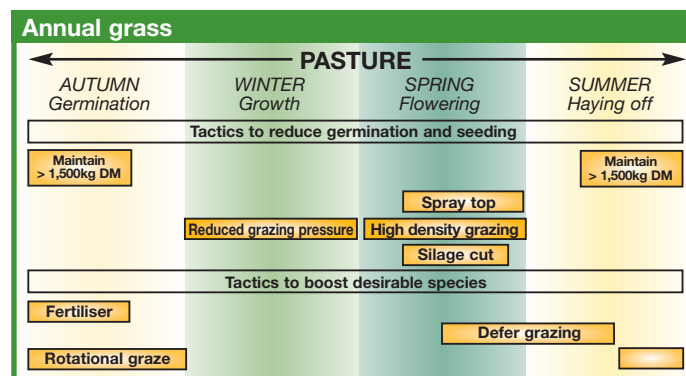 Annual grass
PASTURE
AUTUMN
Germination
WINTER
Growth
SPRING
Flowering
SUMMER
Haying off
Tactics to reduce germination and seeding
Maintain
> 1,500kg DM
Maintain
> 1,500kg DM
Spray top
Reduced grazing pressure
High density grazing
Silage cut
Tactics to boost desirable species
Fertiliser
Defer grazing
Rotational graze